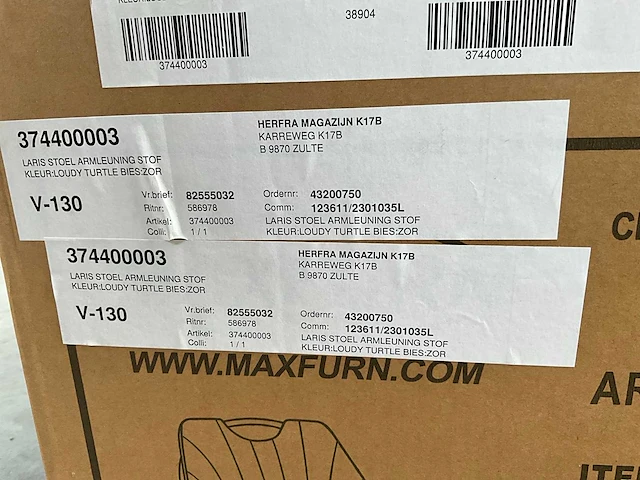 38904
374400003
374400003
374400003
HERFRA MAGAZIJN K17B
KARREWEG K17B
B 9870 ZULTE
LARIS STOEL ARMLEUNING STOF
KLEUR:LOUDY TURTLE BIES:ZOR
V-130
Vr.brief: 82555032
Ritnr: 586978
Artikel: 374400003
Colli: 1 / 1
Ordernr: 43200750
Comm: 123611/2301035L
LARIS STOEL ARMLEUNING STOF
KLEUR:LOUDY TURTLE BIES:ZOR
374400003
HERFRA MAGAZIJN K17B
KARREWEG K17B
B 9870 ZULTE
LARIS STOEL ARMLEUNING STOF
KLEUR:LOUDY TURTLE BIES:ZOR
V-130
Vr.brief: 82555032
Ritnr: 586978
Artikel: 374400003
Colli: 1 / 1
Ordernr: 43200750
Comm: 123611/2301035L
LARIS STOEL ARMLEUNING STOF
KLEUR:LOUDY TURTLE BIES:ZOR
WWW.MAXFURN.COM